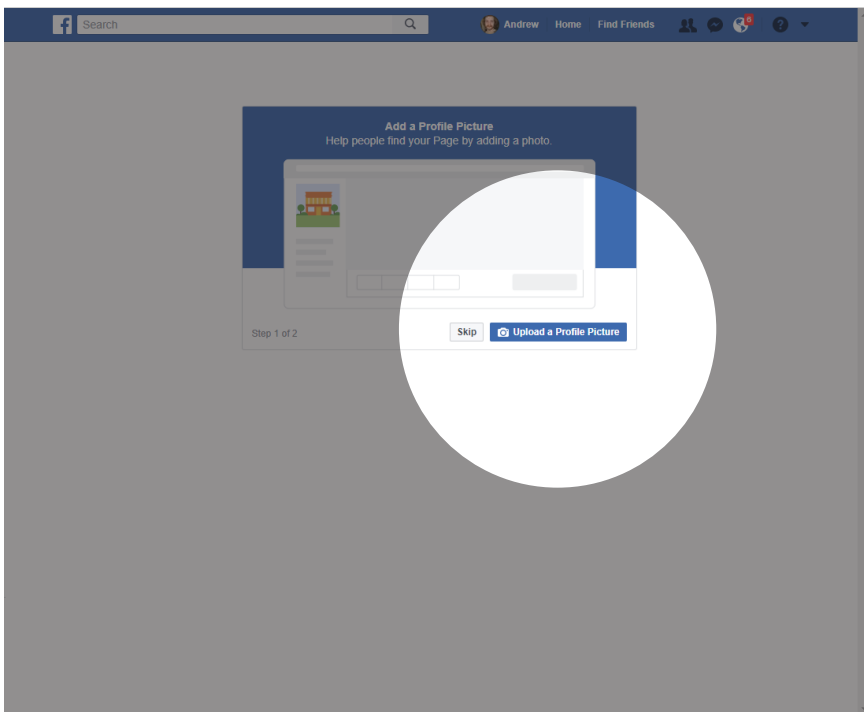 f Search Andrew Home Find Friends 6 ?
Add a Profile Picture
Help people find your Page by adding a photo.
Step 1 of 2 Skip Upload a Profile Picture